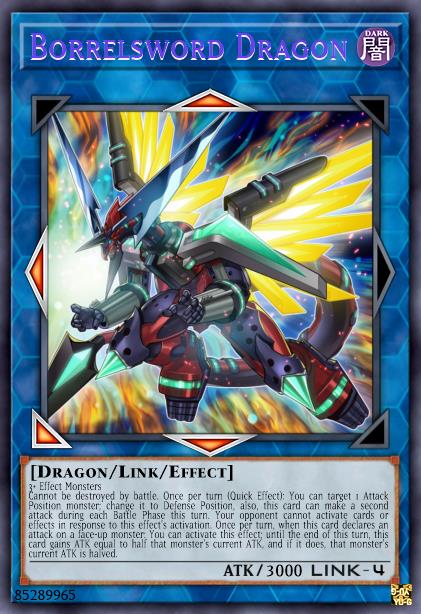 BORRELSWORD DRAGON
DARK
闇
[DRAGON/LINK/EFFECT]
3+ Effect Monsters
Cannot be destroyed by battle. Once per turn (Quick Effect): You can target 1 Attack
Position monster; change it to Defense Position, also, this card can make a second
attack during each Battle Phase this turn. Your opponent cannot activate cards or
effects in response to this effect's activation. Once per turn, when this card declares an
attack on a face-up monster: You can activate this effect; until the end of this turn, this
card gains ATK equal to half that monster's current ATK, and if it does, that monster's
current ATK is halved.
ATK/3000 LINK-4
85289965